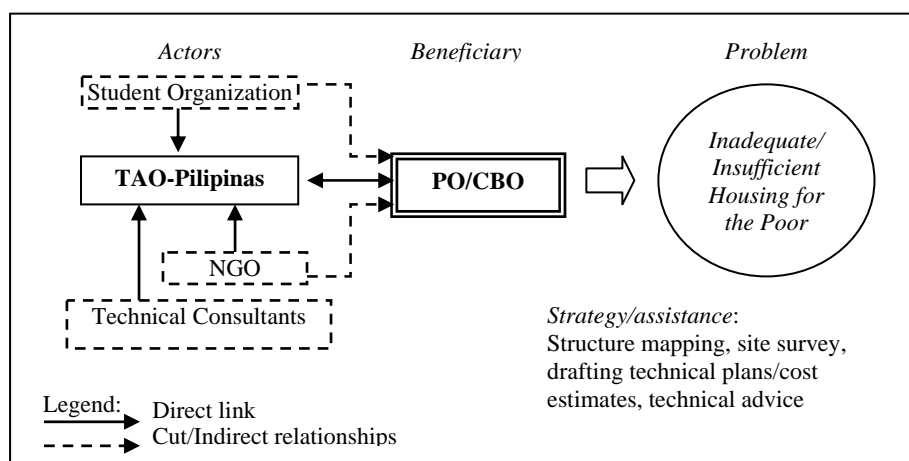 Actors
Beneficiary
Problem
Student Organization
TAO-Pilipinas
PO/CBO
Inadequate/
Insufficient
Housing for
the Poor
NGO
Technical Consultants
Strategy/assistance:
Structure mapping, site survey,
drafting technical plans/cost
estimates, technical advice
Legend:
Direct link
Cut/Indirect relationships